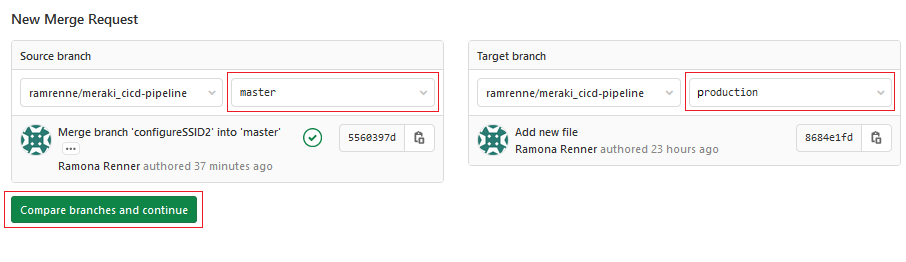 New Merge Request
Source branch
ramrenne/meraki_cicd-pipeline
master
Merge branch 'configureSSID2' into 'master'
5560397d
Ramona Renner authored 37 minutes ago
Target branch
ramrenne/meraki_cicd-pipeline
production
Add new file
8684e1fd
Ramona Renner authored 23 hours ago
Compare branches and continue